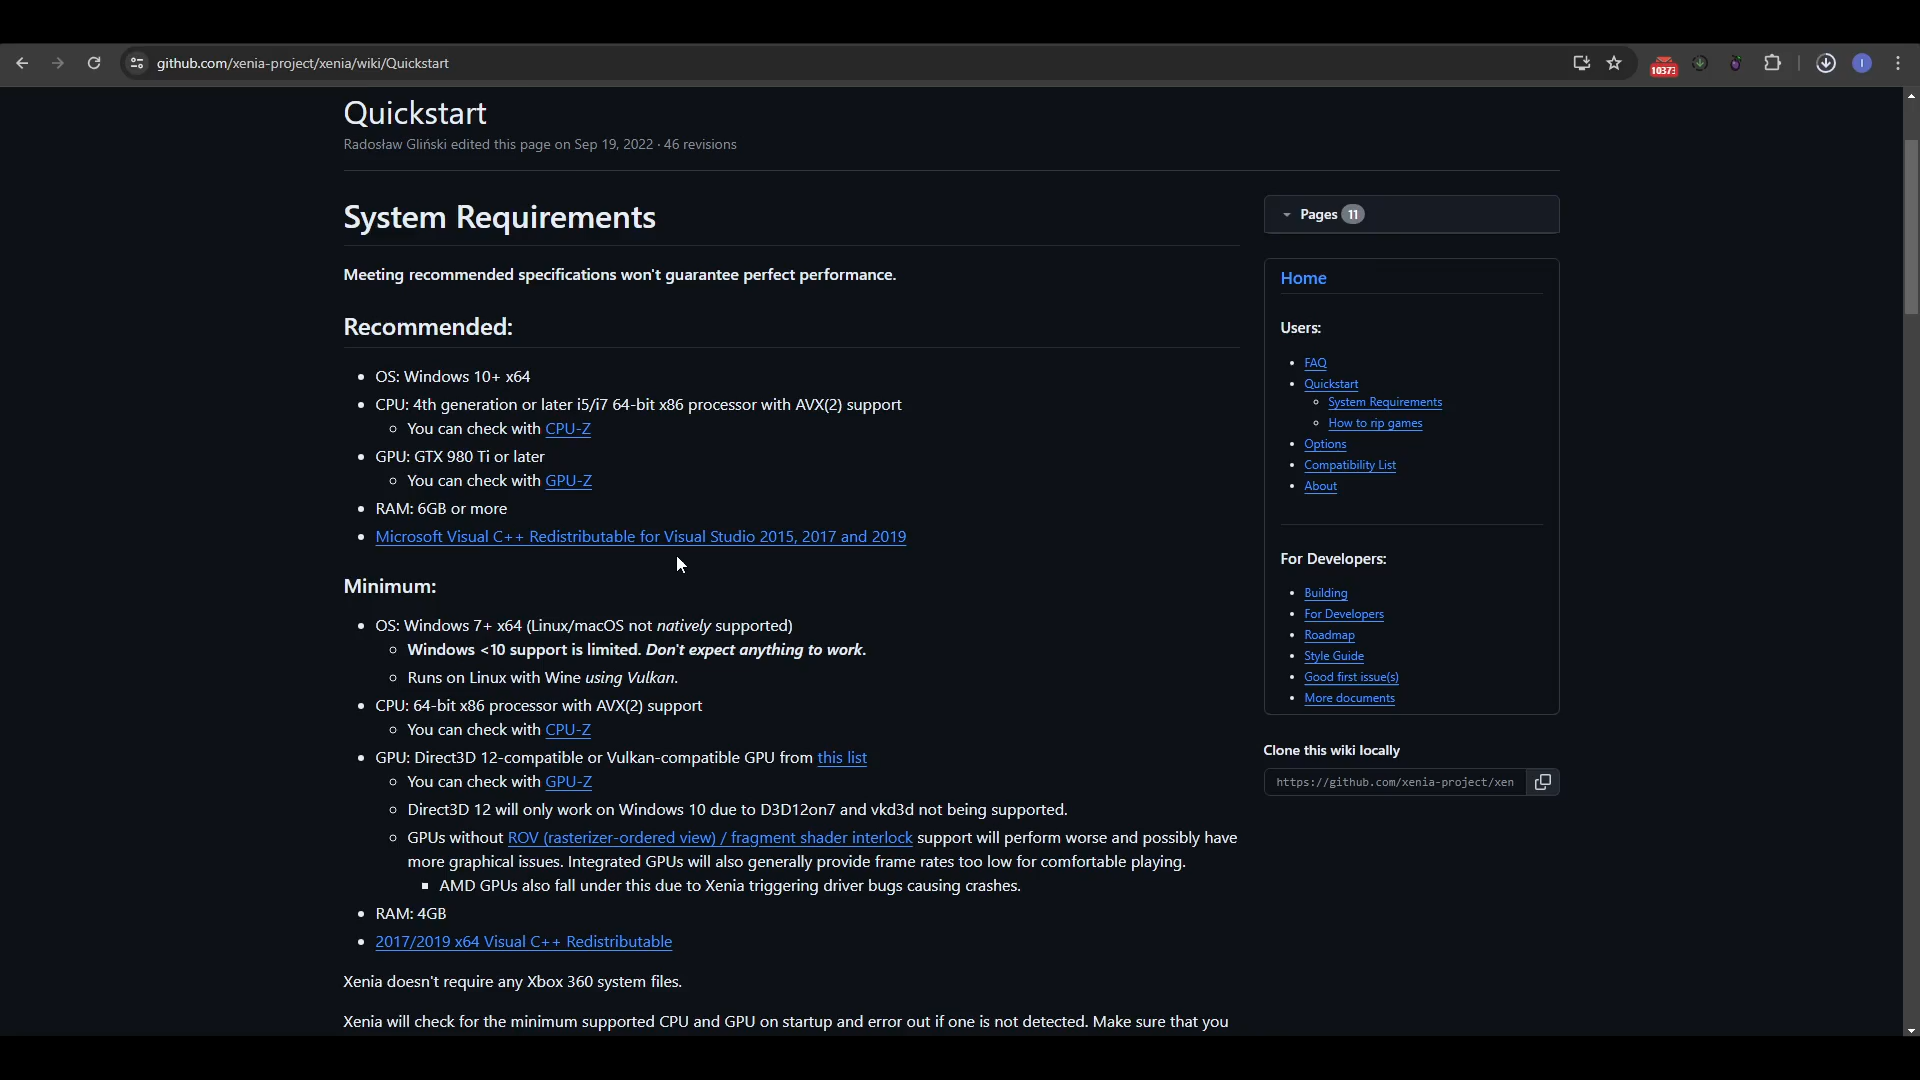 github.com/xenia-project/xenia/wiki/Quickstart
10373
I
Quickstart
Radosław Gliński edited this page on Sep 19, 2022 · 46 revisions
System Requirements
Meeting recommended specifications won't guarantee perfect performance.
Recommended:
OS: Windows 10+ x64
CPU: 4th generation or later i5/i7 64-bit x86 processor with AVX(2) support
You can check with CPU-Z
GPU: GTX 980 Ti or later
You can check with GPU-Z
RAM: 6GB or more
Microsoft Visual C++ Redistributable for Visual Studio 2015, 2017 and 2019
Minimum:
OS: Windows 7+ x64 (Linux/macOS not natively supported)
Windows <10 support is limited. Don't expect anything to work.
Runs on Linux with Wine using Vulkan.
CPU: 64-bit x86 processor with AVX(2) support
You can check with CPU-Z
GPU: Direct3D 12-compatible or Vulkan-compatible GPU from this list
You can check with GPU-Z
Direct3D 12 will only work on Windows 10 due to D3D12on7 and vkd3d not being supported.
GPUs without ROV (rasterizer-ordered view) / fragment shader interlock support will perform worse and possibly have
more graphical issues. Integrated GPUs will also generally provide frame rates too low for comfortable playing.
AMD GPUs also fall under this due to Xenia triggering driver bugs causing crashes.
RAM: 4GB
2017/2019 x64 Visual C++ Redistributable
Xenia doesn't require any Xbox 360 system files.
Xenia will check for the minimum supported CPU and GPU on startup and error out if one is not detected. Make sure that you
Pages 11
Home
Users:
FAQ
Quickstart
System Requirements
How to rip games
Options
Compatibility List
About
For Developers:
Building
For Developers
Roadmap
Style Guide
Good first issue(s)
More documents
Clone this wiki locally
https://github.com/xenia-project/xen